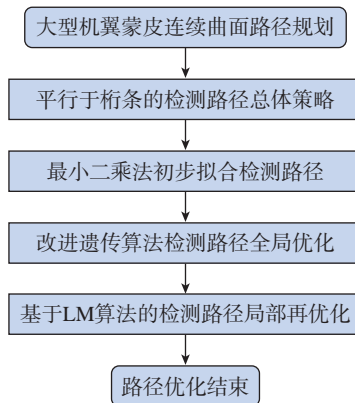 大型机翼蒙皮连续曲面路径规划
平行于桁条的检测路径总体策略
最小二乘法初步拟合检测路径
改进遗传算法检测路径全局优化
基于LM算法的检测路径局部再优化
路径优化结束